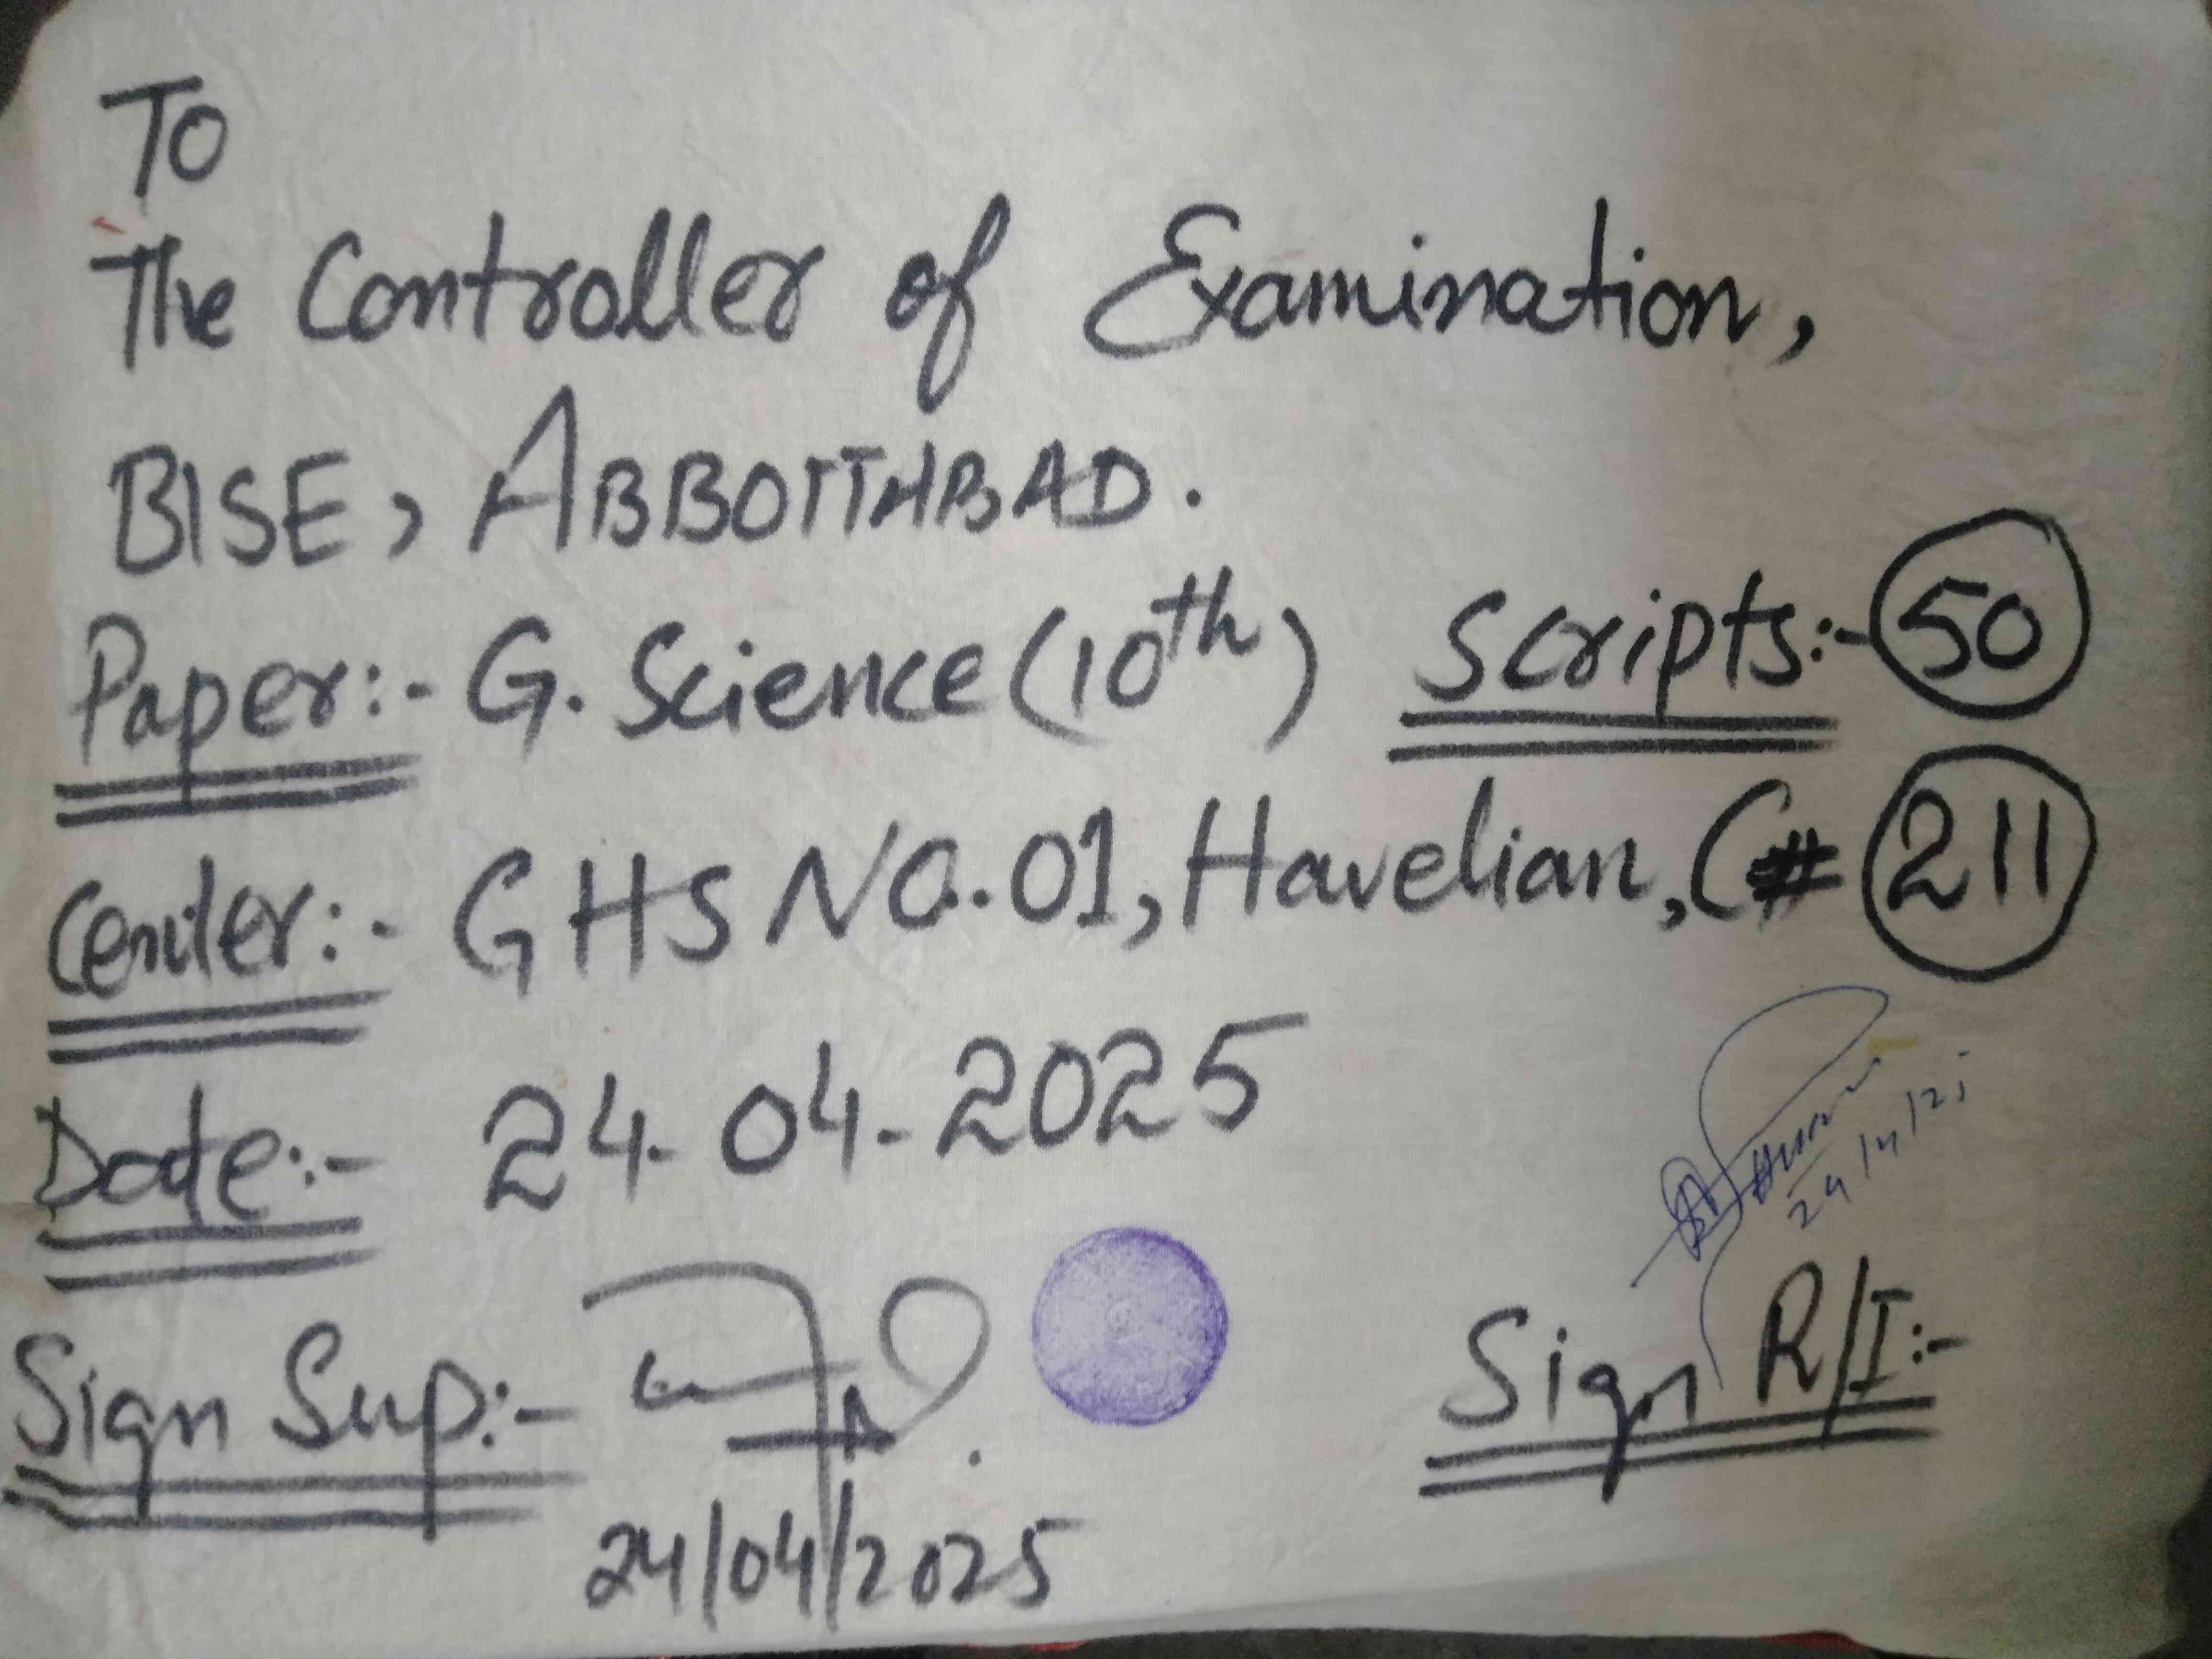 To
The Controller of Examination,
BISE, ABBOTTABAD.
Paper:- G. Science (10th) Scripts:- 50
Center:- GHS NO.01, Havelian, C# 211
Date:- 24-04-2025
24/4/25
Sign Sup:-
Sign R/I:-
24/04/2025